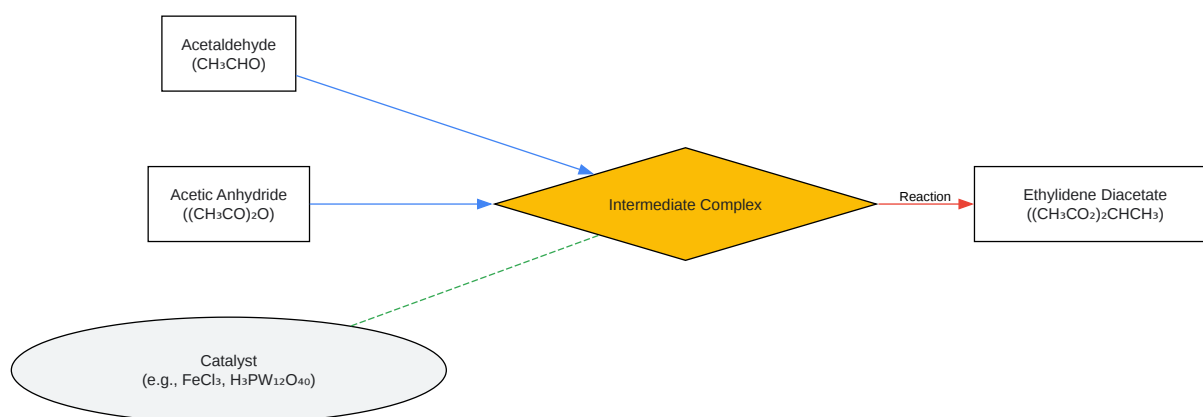 Acetaldehyde
(CH₃CHO)
Acetic Anhydride
((CH₃CO)₂O)
Intermediate Complex
Reaction
Ethylidene Diacetate
((CH₃CO₂)₂CHCH₃)
Catalyst
(e.g., FeCl₃, H₃PW₁₂O₄₀)